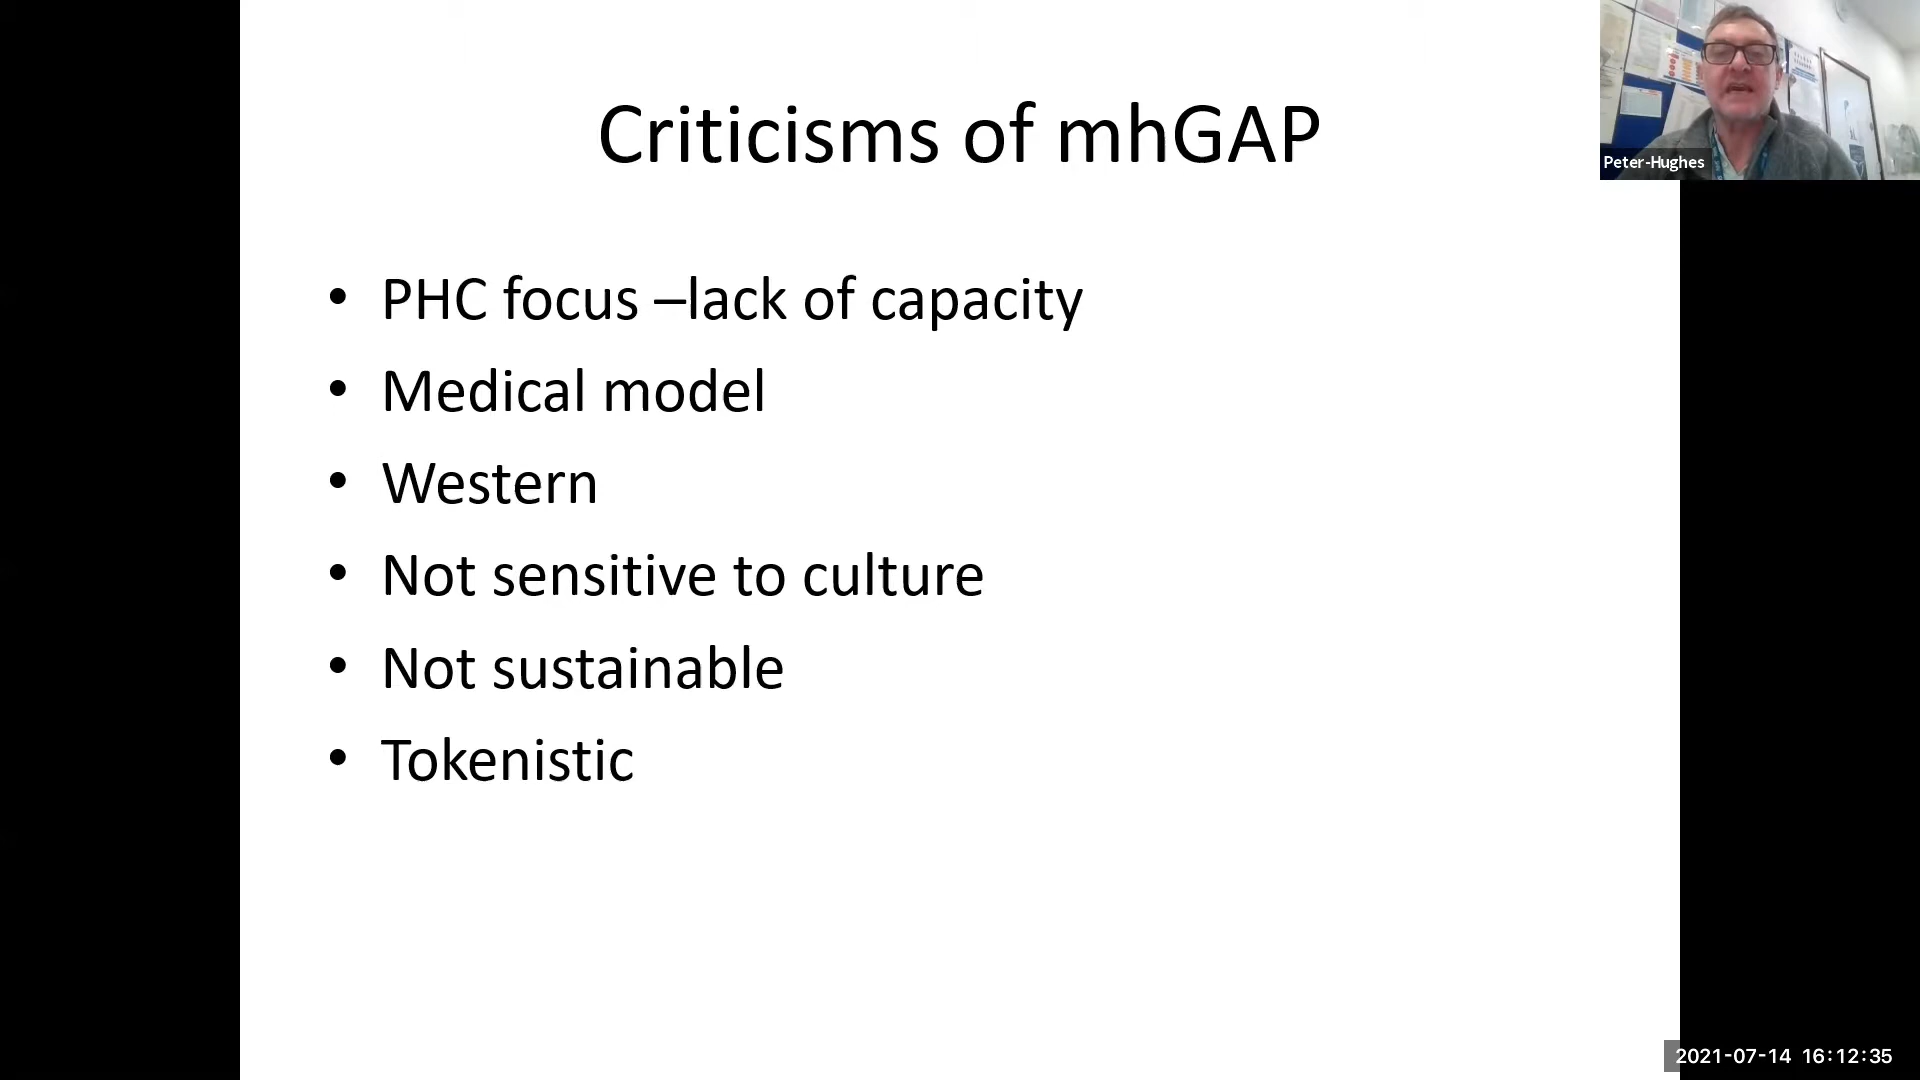 Criticisms of mhGAP
Peter-Hughes
• PHC focus –lack of capacity
• Medical model
• Western
• Not sensitive to culture
• Not sustainable
• Tokenistic
2021-07-14 16:12:35